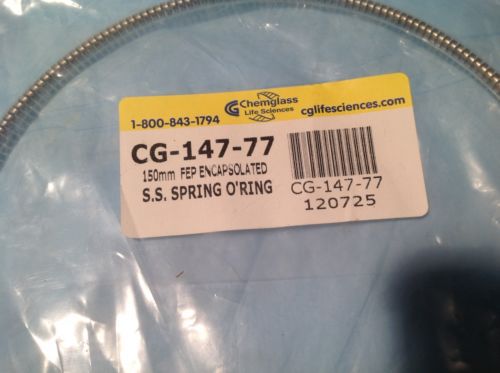 Chemglass
Life Sciences
1-800-843-1794
cglifesciences.com
CG-147-77
150mm FEP ENCAPSOLATED
S.S. SPRING O'RING
CG-147-77
120725